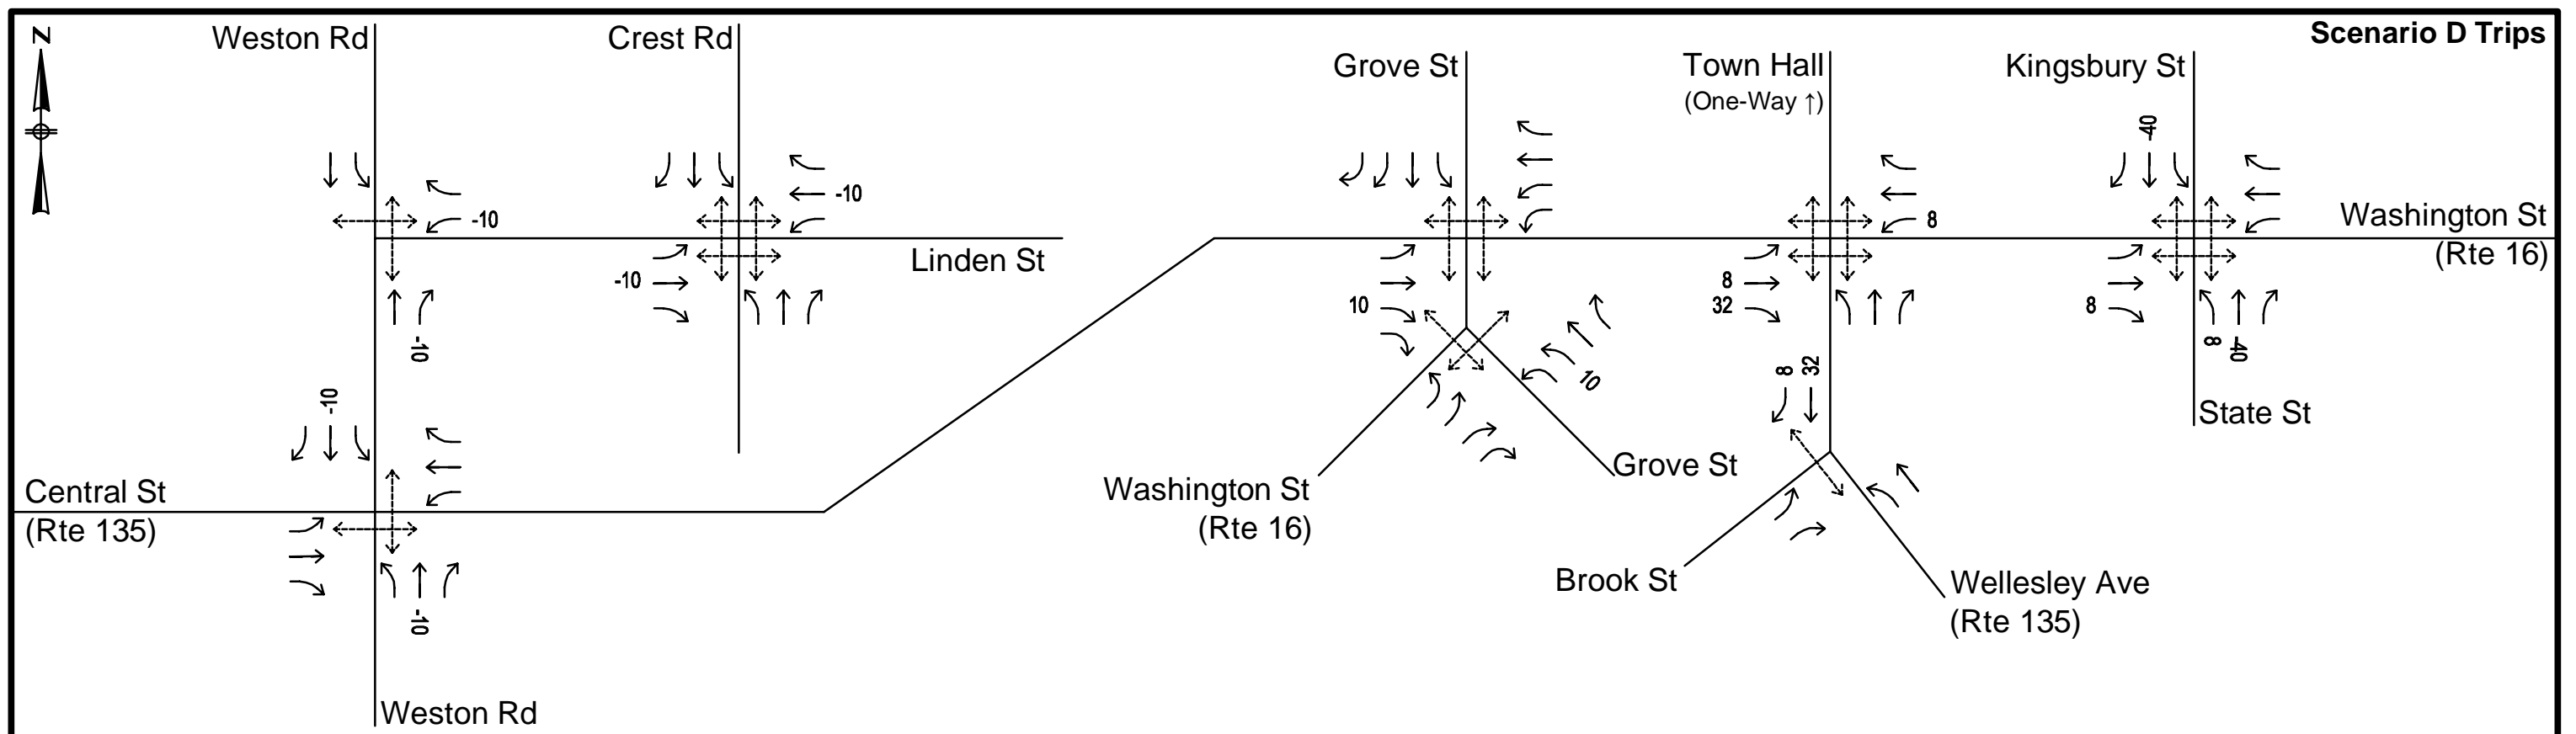 Weston Rd
Crest Rd
Scenario D Trips
Grove St
Town Hall
(One-Way ↑)
Kingsbury St
N
-40
-10
-10
8
Washington St
(Rte 16)
Linden St
-10
10
8
32
8
-10
10
8
-40
8
32
-10
State St
Central St
(Rte 135)
Washington St
(Rte 16)
Grove St
Brook St
Wellesley Ave
(Rte 135)
-10
Weston Rd